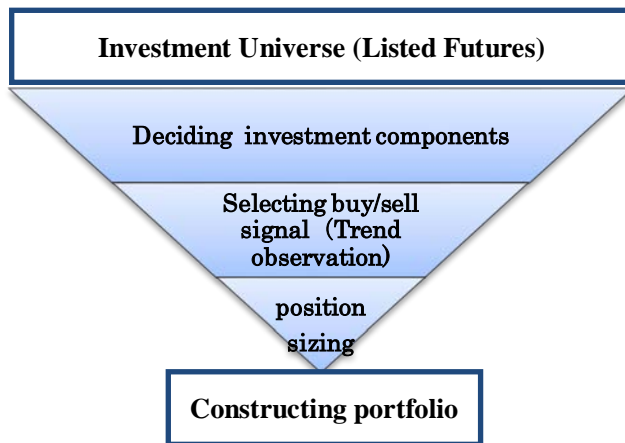 Investment Universe (Listed Futures)
Deciding investment components
Selecting buy/sell
signal (Trend
observation)
position
sizing
Constructing portfolio